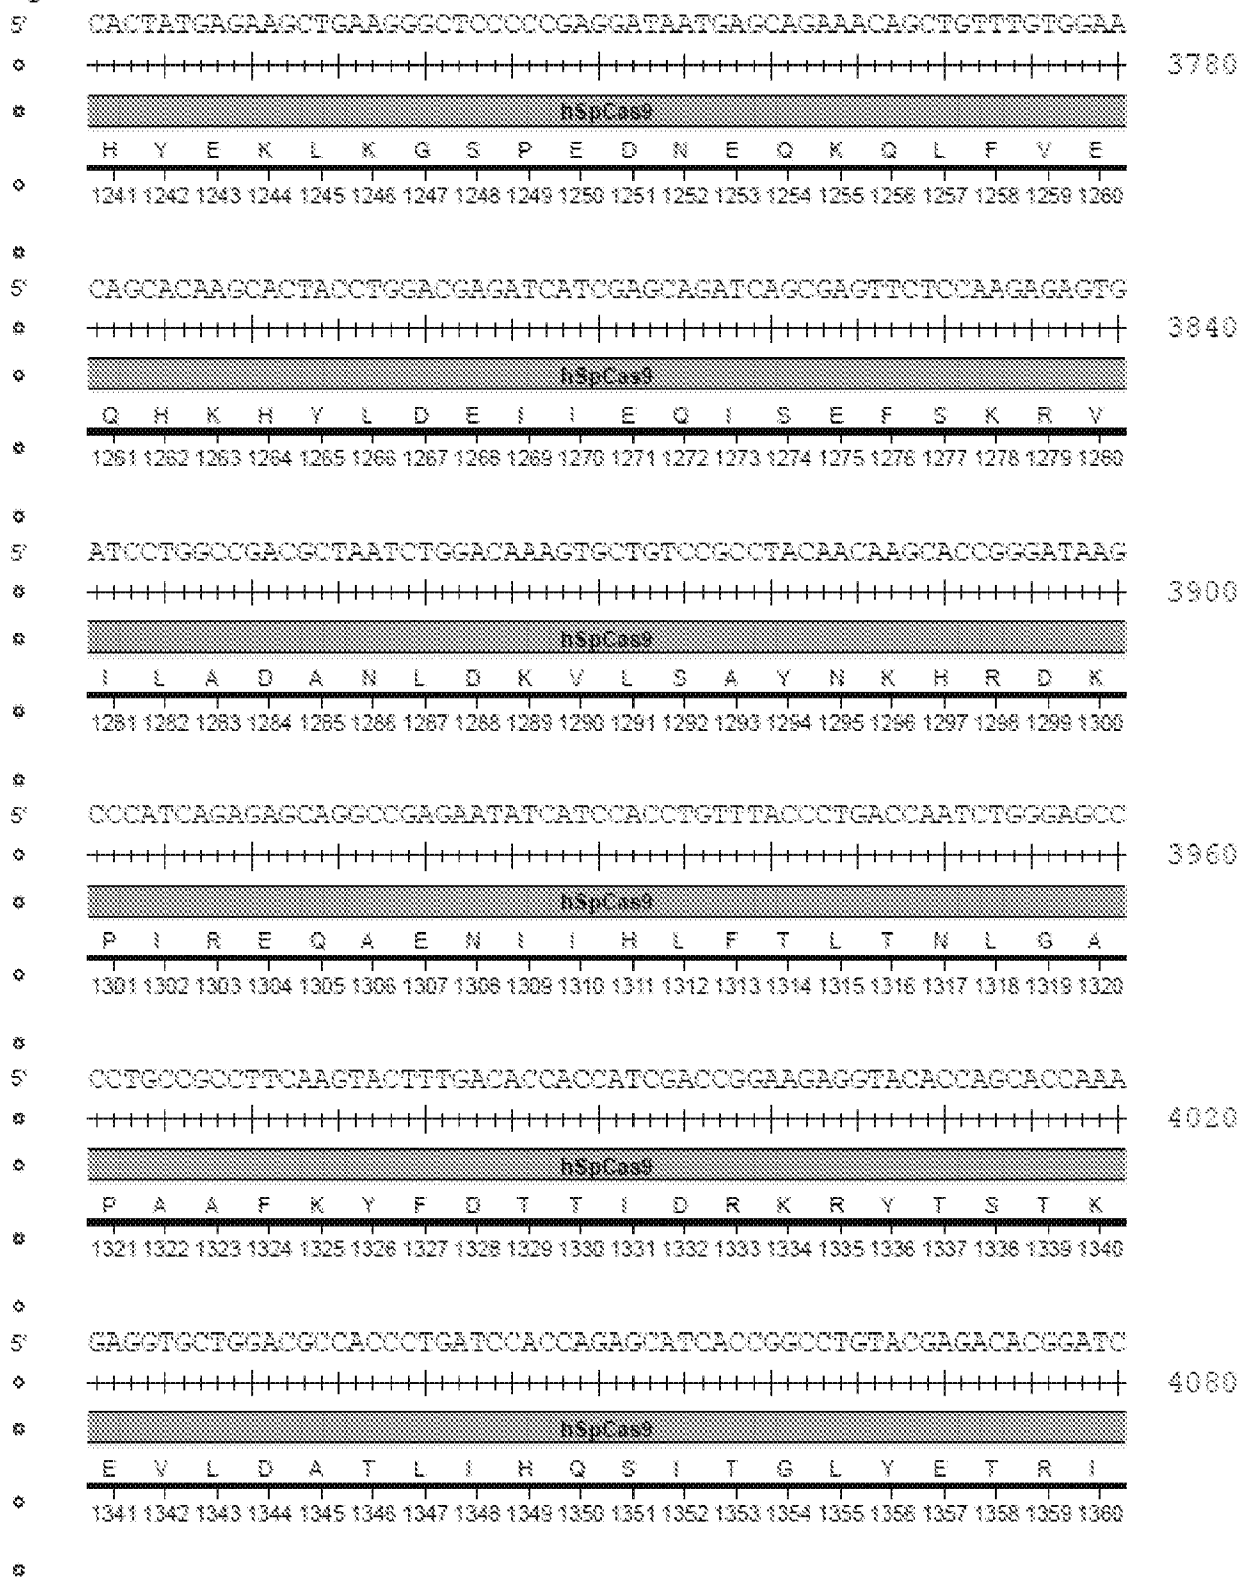 5' CACTATGAGAAGCTGAAGGGCTCCCCCGAGGATAATGAGCAGAAACAGCTGTTTGTGGAA
3780
hSpCas9
H Y E K L K G S P E D N E Q K Q L F V E
1241 1242 1243 1244 1245 1246 1247 1248 1249 1250 1251 1252 1253 1254 1255 1256 1257 1258 1259 1260
5' CAGCACAAGCACTACCTGGACGAGATCATCGAGCAGATCAGCGAGTTCTCCAAGAGAGTG
3840
hSpCas9
Q H K H Y L D E I I E Q I S E F S K R V
1261 1262 1263 1264 1265 1266 1267 1268 1269 1270 1271 1272 1273 1274 1275 1276 1277 1278 1279 1280
5' ATCCTGGCCGACGCTAATCTGGACAAAGTGCTGTCCGCCTACAACAAGCACCGGGATAAG
3900
hSpCas9
I L A D A N L D K V L S A Y N K H R D K
1281 1282 1283 1284 1285 1286 1287 1288 1289 1290 1291 1292 1293 1294 1295 1296 1297 1298 1299 1300
5' CCCATCAGAGAGCAGGCCGAGAATATCATCCACCTGTTTACCCTGACCAATCTGGGAGCC
3960
hSpCas9
P I R E Q A E N I I H L F T L T N L G A
1301 1302 1303 1304 1305 1306 1307 1308 1309 1310 1311 1312 1313 1314 1315 1316 1317 1318 1319 1320
5' CCTGCCGCCTTCAAGTACTTTGACACCACCATCGACCGGAAGAGGTACACCAGCACCAAA
4020
hSpCas9
P A A F K Y F D T T I D R K R Y T S T K
1321 1322 1323 1324 1325 1326 1327 1328 1329 1330 1331 1332 1333 1334 1335 1336 1337 1338 1339 1340
5' GAGGTGCTGGACGCCACCCTGATCCACCAGAGCATCACCGGCCTGTACGAGACACGGATC
4080
hSpCas9
E V L D A T L I H Q S I T G L Y E T R I
1341 1342 1343 1344 1345 1346 1347 1348 1349 1350 1351 1352 1353 1354 1355 1356 1357 1358 1359 1360